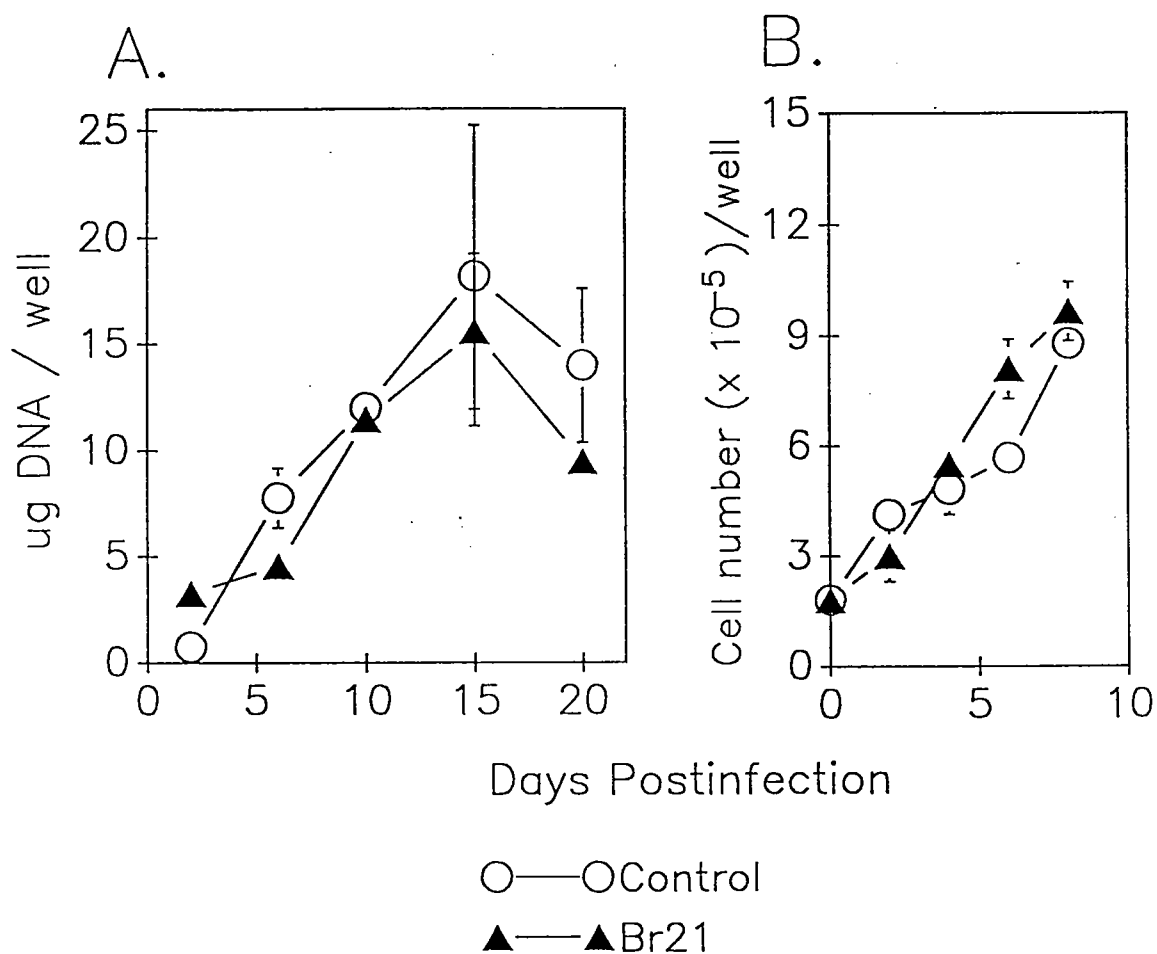 A.
B.
25
20
15
10
5
0
ug DNA / well
0 5 10 15 20
15
12
9
6
3
0
Cell number (x 10⁻⁵)/well
0 5 10
Days Postinfection
Control
Br21